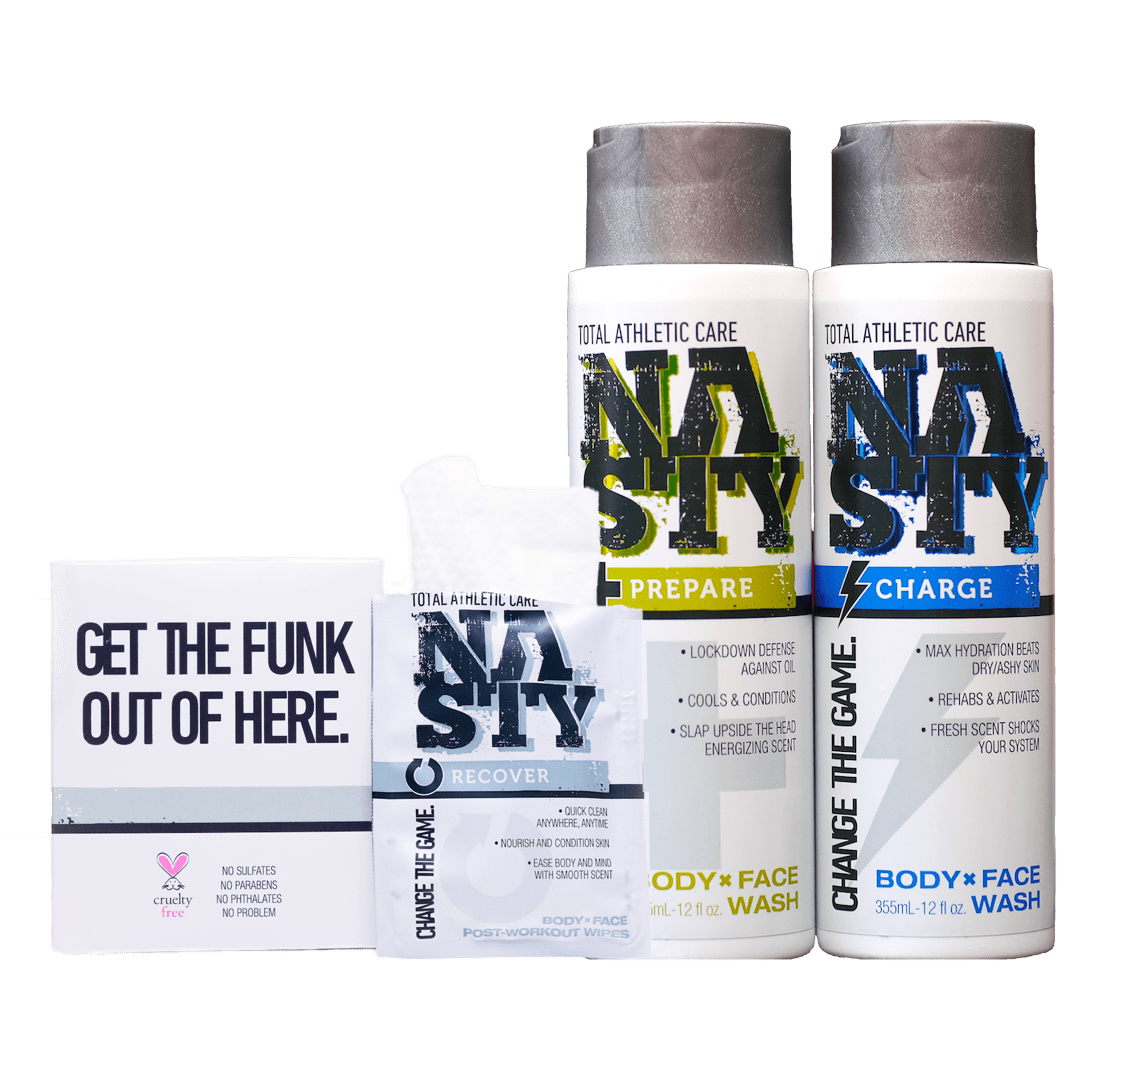 GET THE FUNK
OUT OF HERE.
cruelty
free
NO SULFATES
NO PARABENS
NO PHTHALATES
NO PROBLEM
TOTAL ATHLETIC CARE
NA
STY
RECOVER
CHANGE THE GAME.
• QUICK CLEAN
ANYWHERE, ANYTIME
• NOURISH AND CONDITION SKIN
• EASE BODY AND MIND
WITH SMOOTH SCENT
BODY × FACE
POST-WORKOUT WIPES
TOTAL ATHLETIC CARE
NA
STY
PREPARE
• LOCKDOWN DEFENSE
AGAINST OIL
• COOLS & CONDITIONS
• SLAP UPSIDE THE HEAD
ENERGIZING SCENT
BODY × FACE
5mL-12 fl oz. WASH
TOTAL ATHLETIC CARE
NA
STY
CHARGE
CHANGE THE GAME.
• MAX HYDRATION BEATS
DRY/ASHY SKIN
• REHABS & ACTIVATES
• FRESH SCENT SHOCKS
YOUR SYSTEM
BODY × FACE
355mL-12 fl oz. WASH